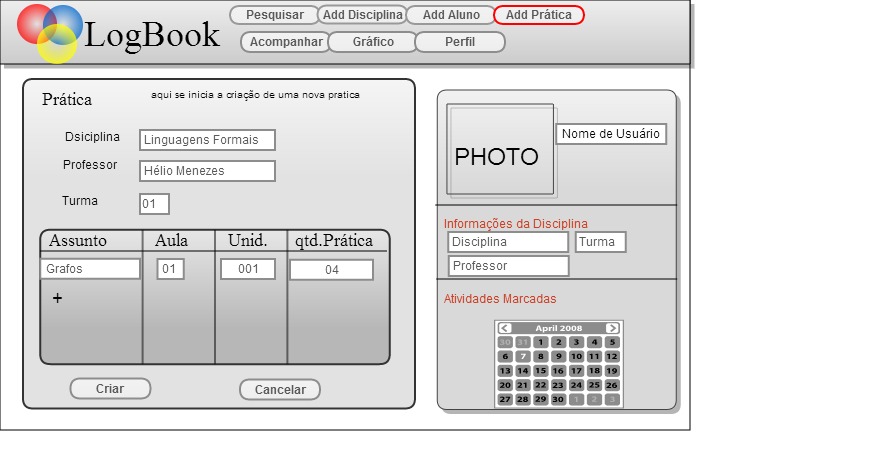 LogBook
Pesquisar Add Disciplina Add Aluno Add Prática
Acompanhar Gráfico Perfil
Prática
aqui se inicia a criação de uma nova pratica
Dsiciplina Linguagens Formais
Professor Hélio Menezes
Turma 01
Assunto Aula Unid. qtd.Prática
Grafos 01 001 04
+
Criar Cancelar
PHOTO
Nome de Usuário
Informações da Disciplina
Disciplina Turma
Professor
Atividades Marcadas
April 2008
30 31 1 2 3 4 5
6 7 8 9 10 11 12
13 14 15 16 17 18 19
20 21 22 23 24 25 26
27 28 29 30 1 2 3